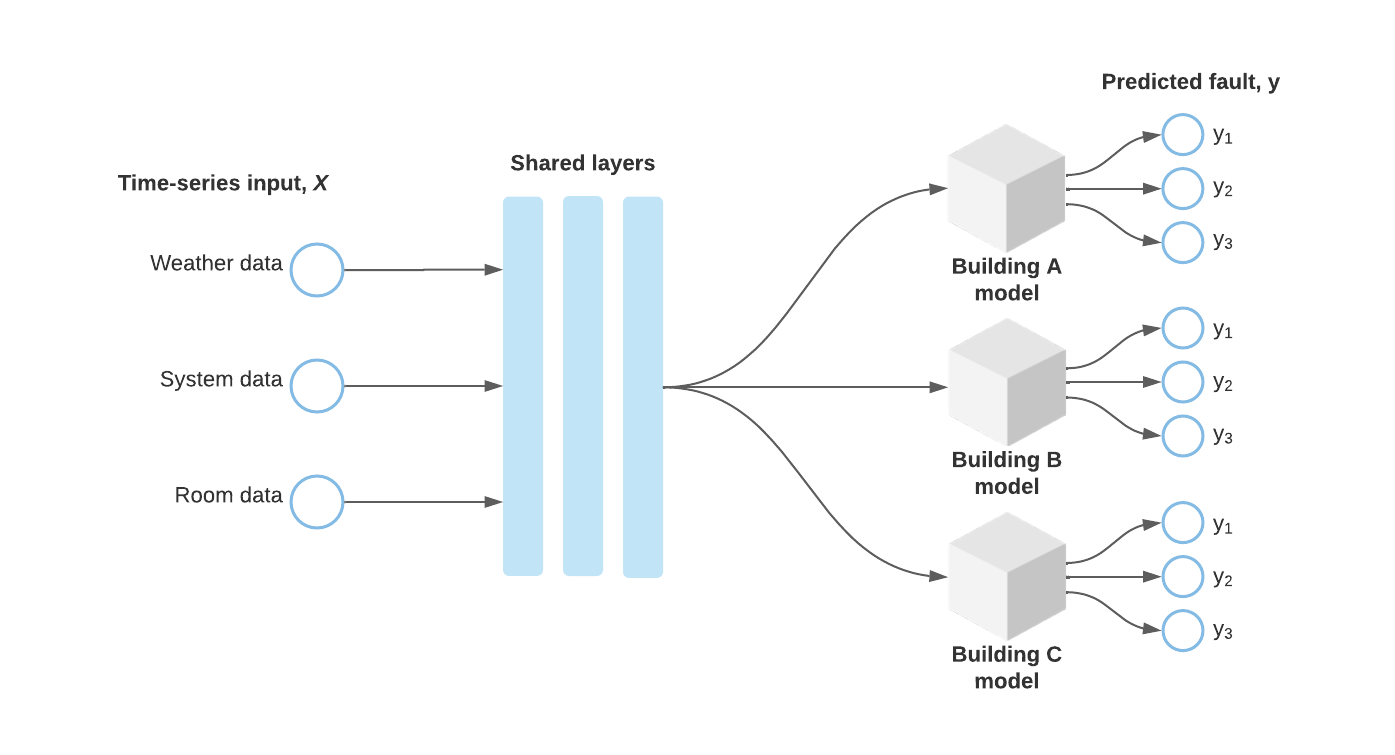 Time-series input, X
Weather data
System data
Room data
Shared layers
Building A
model
Building B
model
Building C
model
Predicted fault, y
y₁
y₂
y₃
y₁
y₂
y₃
y₁
y₂
y₃